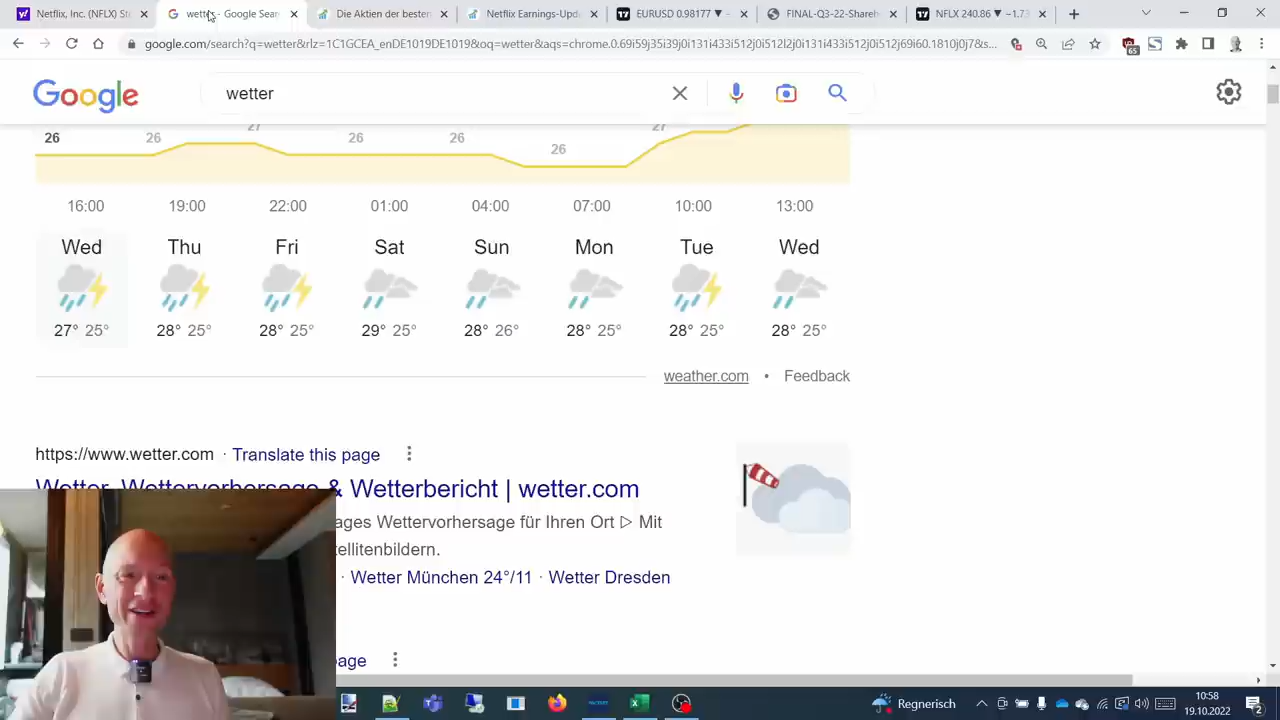 Netflix, Inc. (NFLX) St
wetter - Google Sear
Die Aktien der besten
Netflix Earnings-Upd
EURUSD 0.98177
FINAL-Q3-22-Shareh
NFLX 240.86 ▼ −1.73
google.com/search?q=wetter&rlz=1C1GCEA_enDE1019DE1019&oq=wetter&aqs=chrome.0.69i59j35i39j0i131i433i512j0i512l2j0i131i433i512j0i512j69i60.1810j0j7&s...
65
Google
wetter
26
26
27
26
26
26
27
16:00 19:00 22:00 01:00 04:00 07:00 10:00 13:00
Wed Thu Fri Sat Sun Mon Tue Wed
27° 25° 28° 25° 28° 25° 29° 25° 28° 26° 28° 25° 28° 25° 28° 25°
weather.com • Feedback
https://www.wetter.com · Translate this page
Wetter, Wettervorhersage & Wetterbericht | wetter.com
ages Wettervorhersage für Ihren Ort ▷ Mit
tellitenbildern.
· Wetter München 24°/11 · Wetter Dresden
page
Regnerisch
10:58
19.10.2022
2